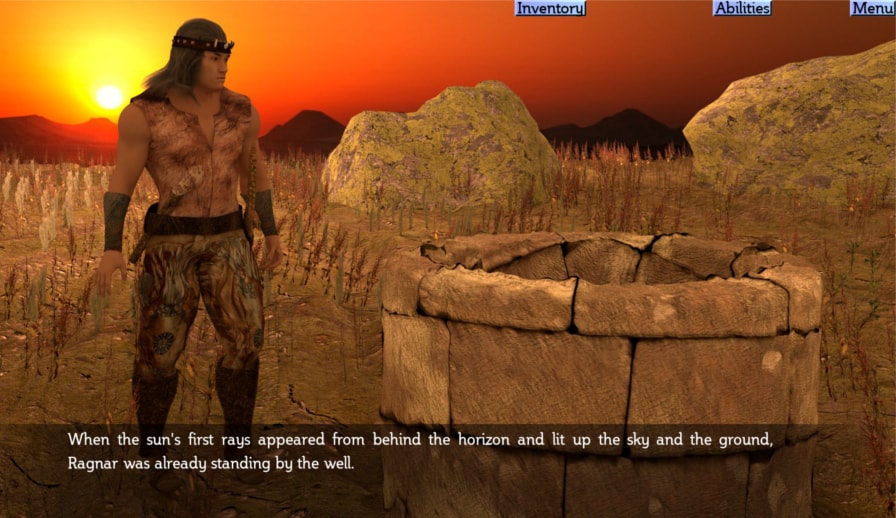 Inventory
Abilities
Menu
When the sun's first rays appeared from behind the horizon and lit up the sky and the ground,
Ragnar was already standing by the well.